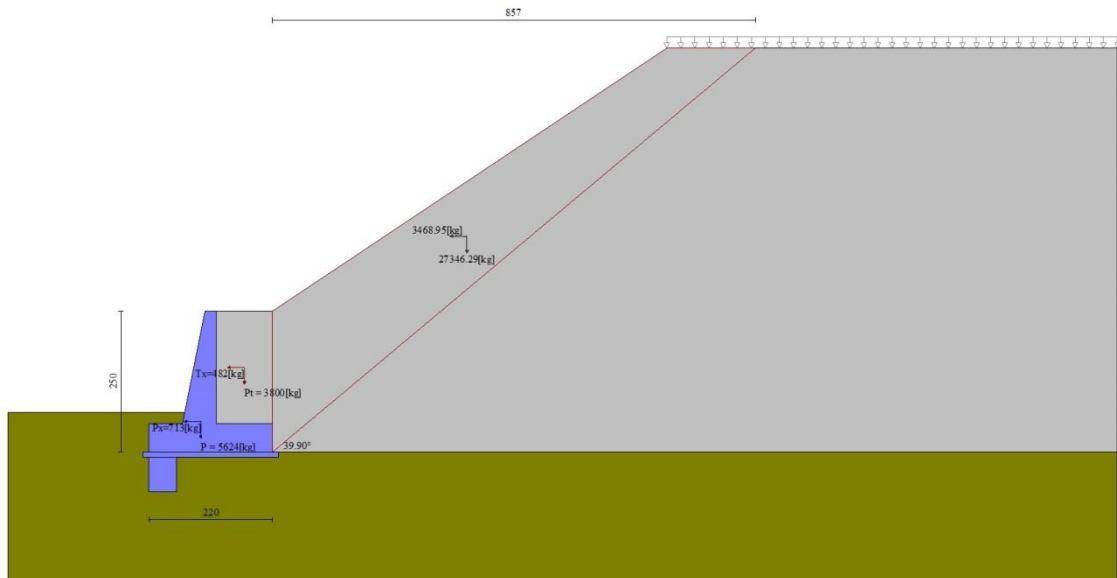 857
3468.95[kg]
27346.29[kg]
250
Tx=482[kg]
Pt = 3800[kg]
Px=715[kg]
P = 5624[kg]
39.90°
220